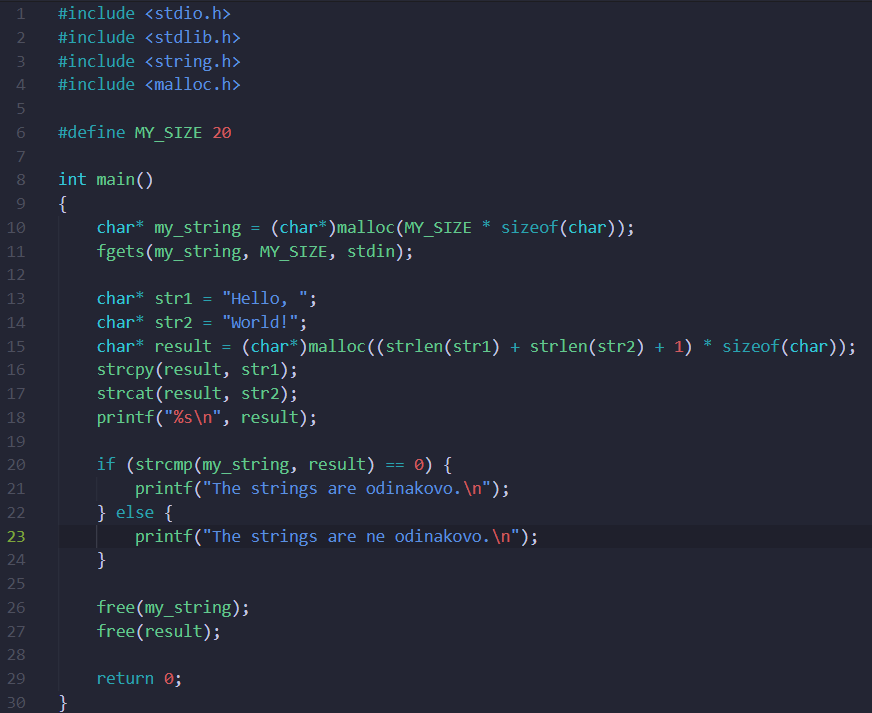 1 #include <stdio.h>
2 #include <stdlib.h>
3 #include <string.h>
4 #include <malloc.h>
5
6 #define MY_SIZE 20
7
8 int main()
9 {
10     char* my_string = (char*)malloc(MY_SIZE * sizeof(char));
11     fgets(my_string, MY_SIZE, stdin);
12
13     char* str1 = "Hello, ";
14     char* str2 = "World!";
15     char* result = (char*)malloc((strlen(str1) + strlen(str2) + 1) * sizeof(char));
16     strcpy(result, str1);
17     strcat(result, str2);
18     printf("%s\n", result);
19
20     if (strcmp(my_string, result) == 0) {
21         printf("The strings are odinakovo.\n");
22     } else {
23         printf("The strings are ne odinakovo.\n");
24     }
25
26     free(my_string);
27     free(result);
28
29     return 0;
30 }